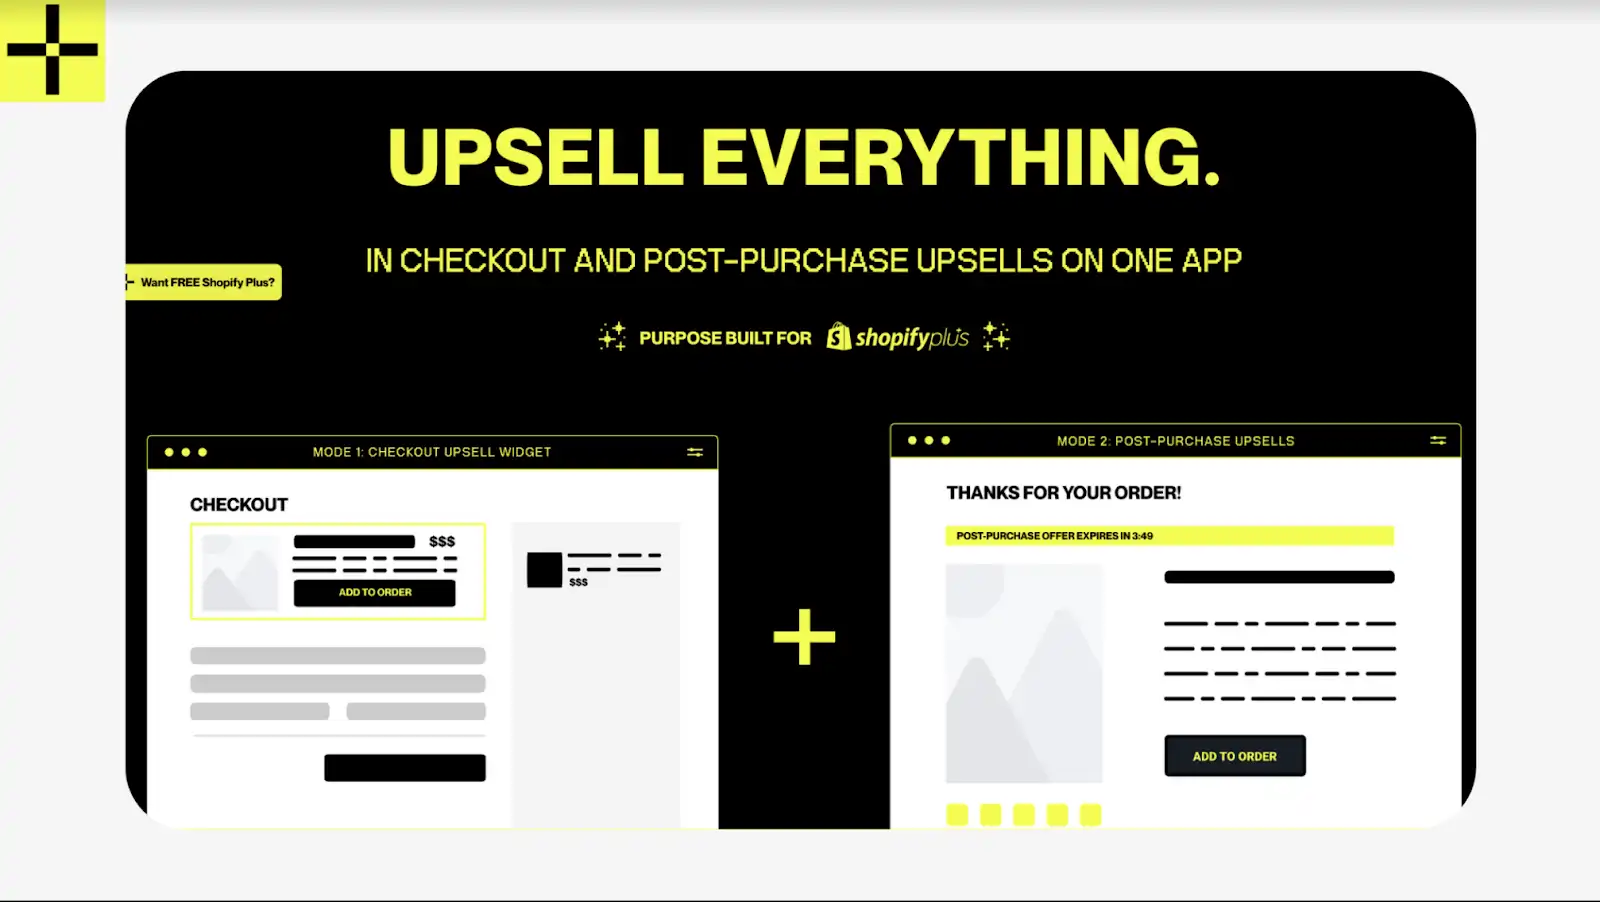 UPSELL EVERYTHING.
IN CHECKOUT AND POST-PURCHASE UPSELLS ON ONE APP
Want FREE Shopify Plus?
PURPOSE BUILT FOR shopifyplus
MODE 1: CHECKOUT UPSELL WIDGET
CHECKOUT
$$$
ADD TO ORDER
$$$
MODE 2: POST-PURCHASE UPSELLS
THANKS FOR YOUR ORDER!
POST-PURCHASE OFFER EXPIRES IN 3:49
ADD TO ORDER